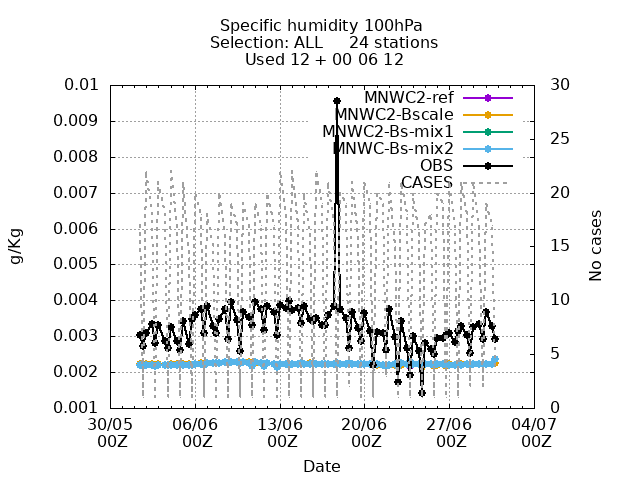 Specific humidity 100hPa
Selection: ALL 24 stations
Used 12 + 00 06 12
0.01
0.009
0.008
0.007
0.006
0.005
0.004
0.003
0.002
0.001
g/Kg
MNWC2-ref
MNWC2-Bscale
MNWC2-Bs-mix1
MNWC-Bs-mix2
OBS
CASES
30
25
20
15
10
5
0
No cases
30/05 06/06 13/06 20/06 27/06 04/07
00Z 00Z 00Z 00Z 00Z 00Z
Date